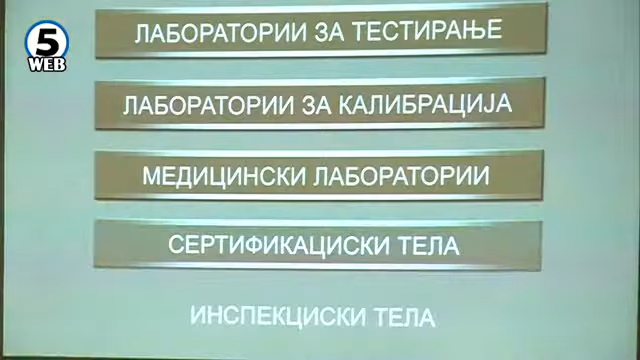 5
WEB
ЛАБОРАТОРИИ ЗА ТЕСТИРАЊЕ
ЛАБОРАТОРИИ ЗА КАЛИБРАЦИЈА
МЕДИЦИНСКИ ЛАБОРАТОРИИ
СЕРТИФИКАЦИСКИ ТЕЛА
ИНСПЕКЦИСКИ ТЕЛА